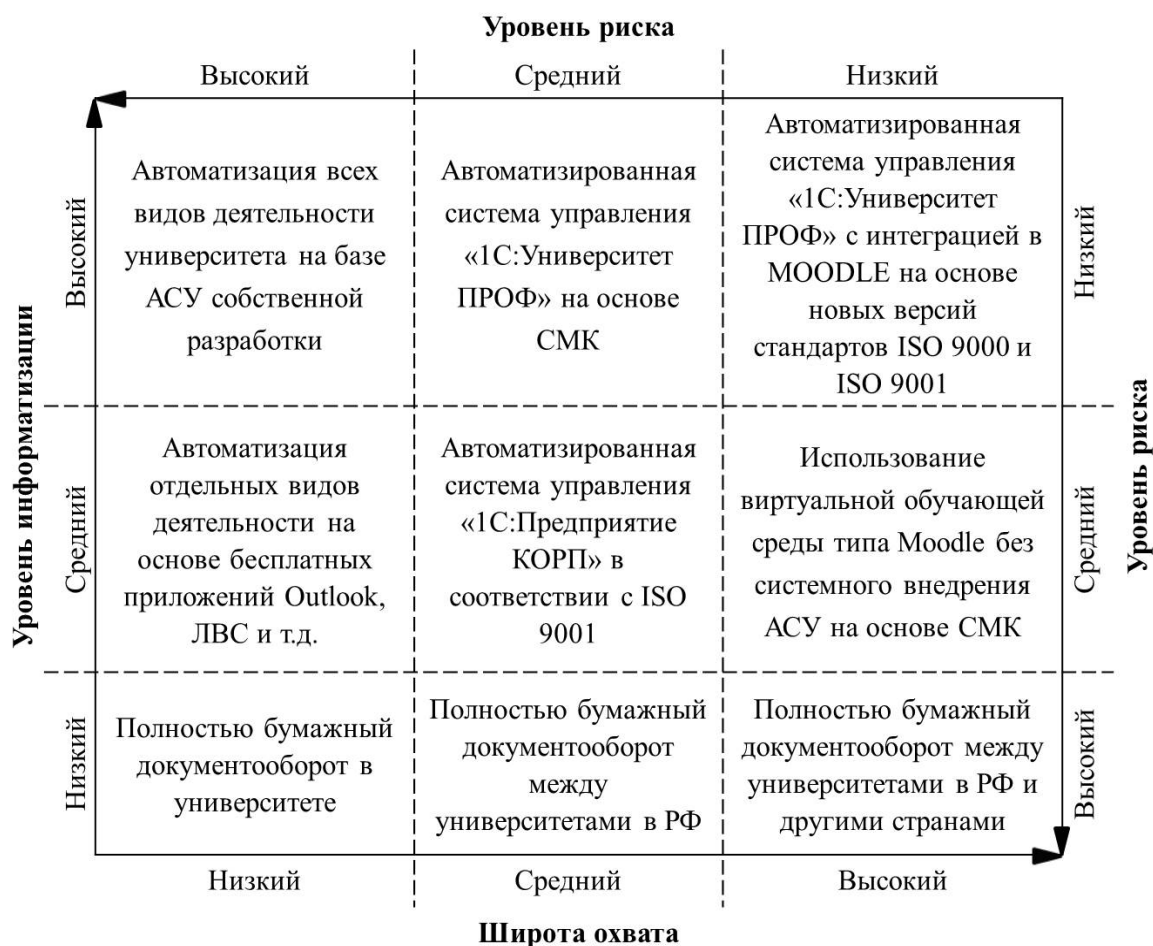 Уровень риска
Высокий
Средний
Низкий
Уровень информатизации
Высокий
Автоматизация всех
видов деятельности
университета на базе
АСУ собственной
разработки
Автоматизированная
система управления
«1С:Университет
ПРОФ» на основе
СМК
Автоматизированная
система управления
«1С:Университет
ПРОФ» с интеграцией в
MOODLE на основе
новых версий
стандартов ISO 9000 и
ISO 9001
Низкий
Уровень риска
Средний
Автоматизация
отдельных видов
деятельности на
основе бесплатных
приложений Outlook,
ЛВС и т.д.
Автоматизированная
система управления
«1С:Предприятие
КОРП» в
соответствии с ISO
9001
Использование
виртуальной обучающей
среды типа Moodle без
системного внедрения
АСУ на основе СМК
Средний
Низкий
Полностью бумажный
документооборот в
университете
Полностью бумажный
документооборот
между
университетами в РФ
Полностью бумажный
документооборот между
университетами в РФ и
другими странами
Высокий
Низкий
Средний
Высокий
Широта охвата